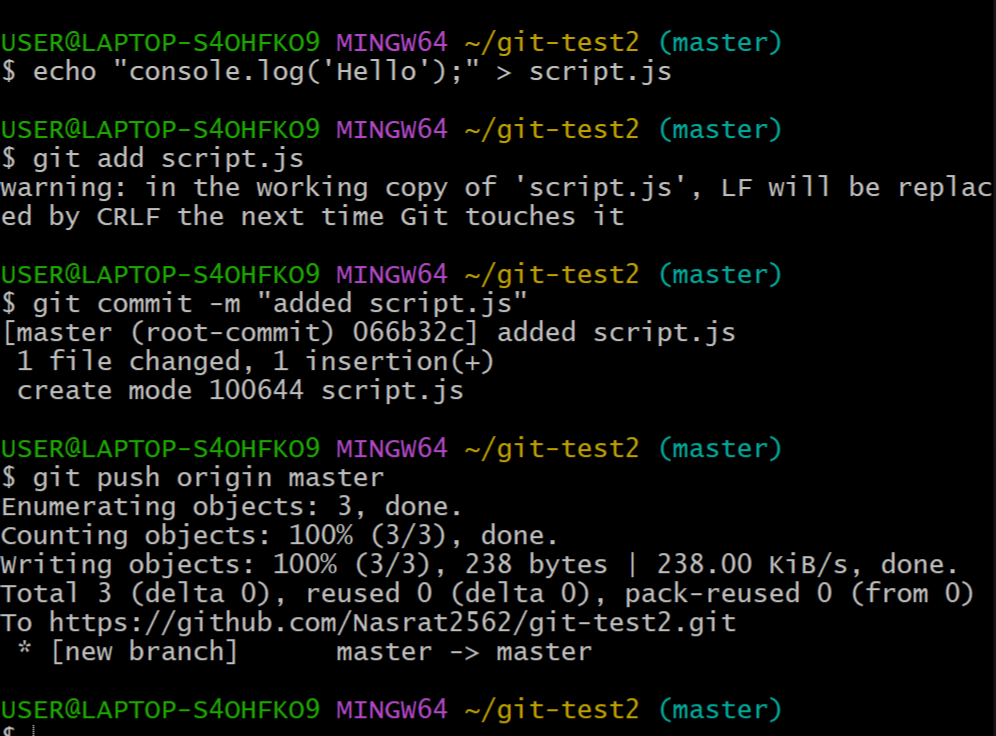 USER@LAPTOP-S4OHFKO9 MINGW64 ~/git-test2 (master)
$ echo "console.log('Hello');" > script.js
USER@LAPTOP-S4OHFKO9 MINGW64 ~/git-test2 (master)
$ git add script.js
warning: in the working copy of 'script.js', LF will be replac
ed by CRLF the next time Git touches it
USER@LAPTOP-S4OHFKO9 MINGW64 ~/git-test2 (master)
$ git commit -m "added script.js"
[master (root-commit) 066b32c] added script.js
 1 file changed, 1 insertion(+)
 create mode 100644 script.js
USER@LAPTOP-S4OHFKO9 MINGW64 ~/git-test2 (master)
$ git push origin master
Enumerating objects: 3, done.
Counting objects: 100% (3/3), done.
Writing objects: 100% (3/3), 238 bytes | 238.00 KiB/s, done.
Total 3 (delta 0), reused 0 (delta 0), pack-reused 0 (from 0)
To https://github.com/Nasrat2562/git-test2.git
 * [new branch]      master -> master
USER@LAPTOP-S4OHFKO9 MINGW64 ~/git-test2 (master)
$